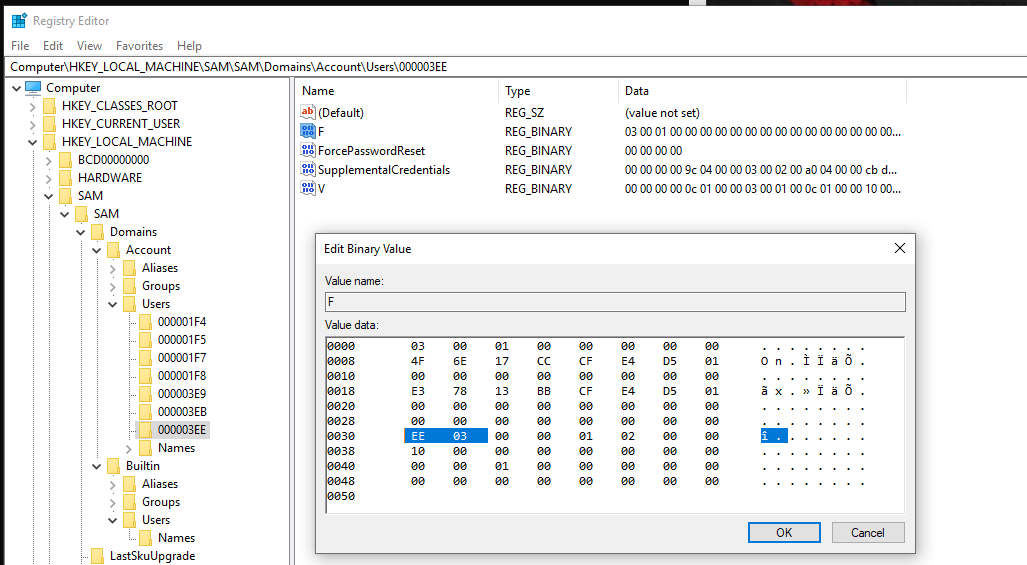 Registry Editor
File Edit View Favorites Help
Computer\HKEY_LOCAL_MACHINE\SAM\SAM\Domains\Account\Users\000003EE
Computer
HKEY_CLASSES_ROOT
HKEY_CURRENT_USER
HKEY_LOCAL_MACHINE
BCD00000000
HARDWARE
SAM
SAM
Domains
Account
Aliases
Groups
Users
000001F4
000001F5
000001F7
000001F8
000003E9
000003EB
000003EE
Names
Builtin
Aliases
Groups
Users
Names
LastSkuUpgrade
Name Type Data
(Default) REG_SZ (value not set)
F REG_BINARY 03 00 01 00 00 00 00 00 00 00 00 00 00 00 00 00 00...
ForcePasswordReset REG_BINARY 00 00 00 00
SupplementalCredentials REG_BINARY 00 00 00 00 9c 04 00 00 03 00 02 00 a0 04 00 00 cb d...
V REG_BINARY 00 00 00 00 0c 01 00 00 03 00 01 00 0c 01 00 00 10 00...
Edit Binary Value
Value name:
F
Value data:
0000 03 00 01 00 00 00 00 00 . . . . . . . .
0008 4F 6E 17 CC CF E4 D5 01 O n . Ì Ï ä Õ .
0010 00 00 00 00 00 00 00 00 . . . . . . . .
0018 E3 78 13 BB CF E4 D5 01 ã x . » Ï ä Õ .
0020 00 00 00 00 00 00 00 00 . . . . . . . .
0028 00 00 00 00 00 00 00 00 . . . . . . . .
0030 EE 03 00 00 01 02 00 00 î . . . . . . .
0038 10 00 00 00 00 00 00 00 . . . . . . . .
0040 00 00 01 00 00 00 00 00 . . . . . . . .
0048 00 00 00 00 00 00 00 00 . . . . . . . .
0050
OK Cancel